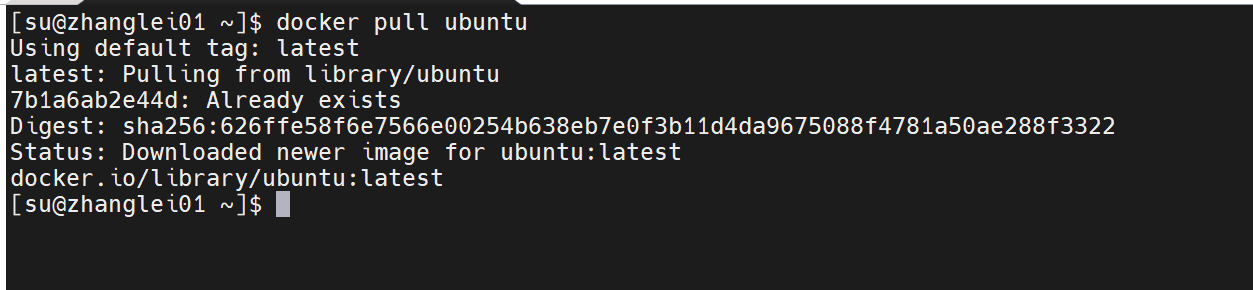 [su@zhanglei01 ~]$ docker pull ubuntu
Using default tag: latest
latest: Pulling from library/ubuntu
7b1a6ab2e44d: Already exists
Digest: sha256:626ffe58f6e7566e00254b638eb7e0f3b11d4da9675088f4781a50ae288f3322
Status: Downloaded newer image for ubuntu:latest
docker.io/library/ubuntu:latest
[su@zhanglei01 ~]$